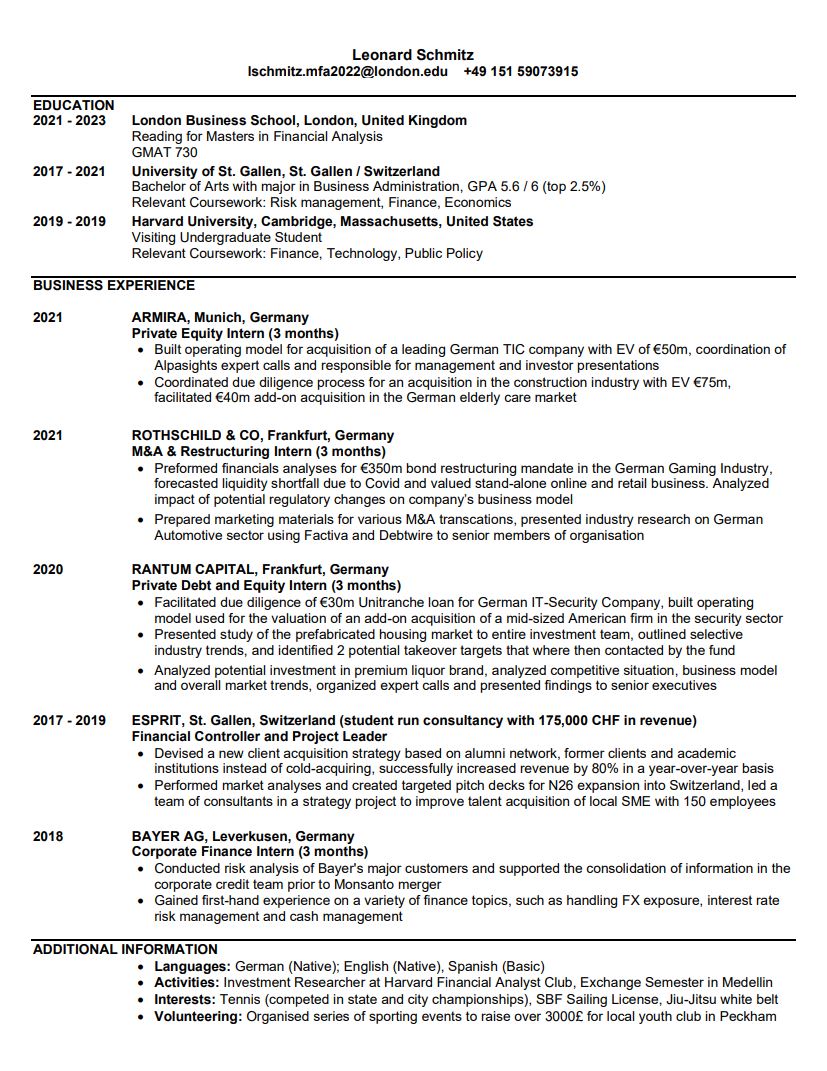 Leonard Schmitz
lschmitz.mfa2022@london.edu +49 151 59073915
EDUCATION
2021 - 2023 London Business School, London, United Kingdom
Reading for Masters in Financial Analysis
GMAT 730
2017 - 2021 University of St. Gallen, St. Gallen / Switzerland
Bachelor of Arts with major in Business Administration, GPA 5.6 / 6 (top 2.5%)
Relevant Coursework: Risk management, Finance, Economics
2019 - 2019 Harvard University, Cambridge, Massachusetts, United States
Visiting Undergraduate Student
Relevant Coursework: Finance, Technology, Public Policy
BUSINESS EXPERIENCE
2021 ARMIRA, Munich, Germany
Private Equity Intern (3 months)
• Built operating model for acquisition of a leading German TIC company with EV of €50m, coordination of
Alpasights expert calls and responsible for management and investor presentations
• Coordinated due diligence process for an acquisition in the construction industry with EV €75m,
facilitated €40m add-on acquisition in the German elderly care market
2021 ROTHSCHILD & CO, Frankfurt, Germany
M&A & Restructuring Intern (3 months)
• Preformed financials analyses for €350m bond restructuring mandate in the German Gaming Industry,
forecasted liquidity shortfall due to Covid and valued stand-alone online and retail business. Analyzed
impact of potential regulatory changes on company's business model
• Prepared marketing materials for various M&A transcations, presented industry research on German
Automotive sector using Factiva and Debtwire to senior members of organisation
2020 RANTUM CAPITAL, Frankfurt, Germany
Private Debt and Equity Intern (3 months)
• Facilitated due diligence of €30m Unitranche loan for German IT-Security Company, built operating
model used for the valuation of an add-on acquisition of a mid-sized American firm in the security sector
• Presented study of the prefabricated housing market to entire investment team, outlined selective
industry trends, and identified 2 potential takeover targets that where then contacted by the fund
• Analyzed potential investment in premium liquor brand, analyzed competitive situation, business model
and overall market trends, organized expert calls and presented findings to senior executives
2017 - 2019 ESPRIT, St. Gallen, Switzerland (student run consultancy with 175,000 CHF in revenue)
Financial Controller and Project Leader
• Devised a new client acquisition strategy based on alumni network, former clients and academic
institutions instead of cold-acquiring, successfully increased revenue by 80% in a year-over-year basis
• Performed market analyses and created targeted pitch decks for N26 expansion into Switzerland, led a
team of consultants in a strategy project to improve talent acquisition of local SME with 150 employees
2018 BAYER AG, Leverkusen, Germany
Corporate Finance Intern (3 months)
• Conducted risk analysis of Bayer's major customers and supported the consolidation of information in the
corporate credit team prior to Monsanto merger
• Gained first-hand experience on a variety of finance topics, such as handling FX exposure, interest rate
risk management and cash management
ADDITIONAL INFORMATION
• Languages: German (Native); English (Native), Spanish (Basic)
• Activities: Investment Researcher at Harvard Financial Analyst Club, Exchange Semester in Medellin
• Interests: Tennis (competed in state and city championships), SBF Sailing License, Jiu-Jitsu white belt
• Volunteering: Organised series of sporting events to raise over 3000£ for local youth club in Peckham